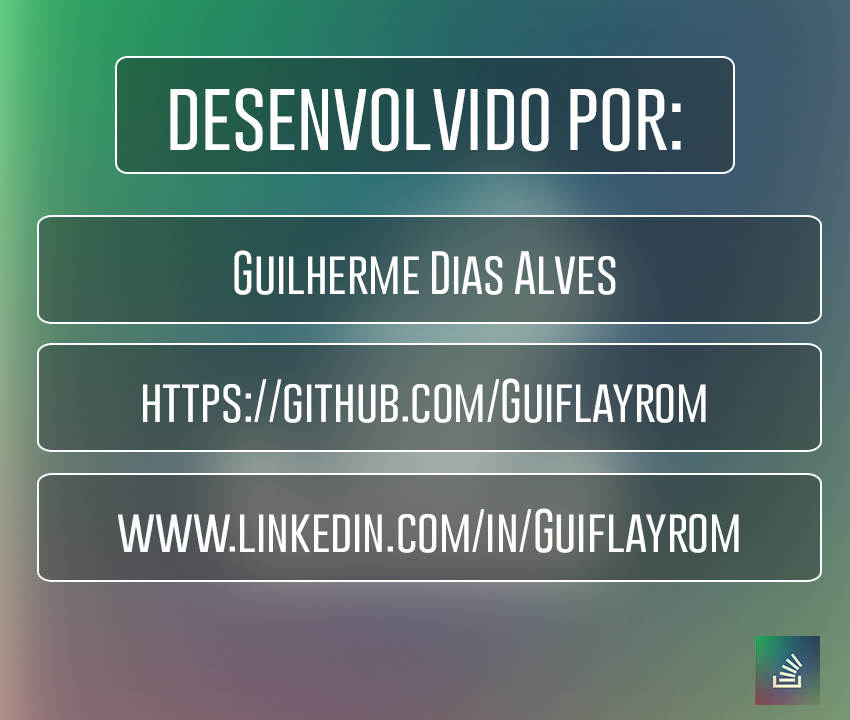 DESENVOLVIDO POR:
Guilherme Dias Alves
https://github.com/Guiflayrom
www.linkedin.com/in/Guiflayrom